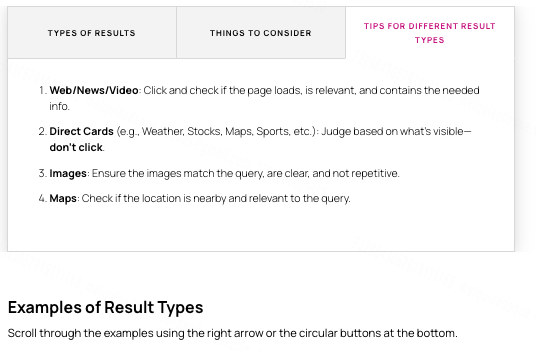 TYPES OF RESULTS
THINGS TO CONSIDER
TIPS FOR DIFFERENT RESULT
TYPES
1. Web/News/Video: Click and check if the page loads, is relevant, and contains the needed
info.
2. Direct Cards (e.g., Weather, Stocks, Maps, Sports, etc.): Judge based on what's visible—
don't click.
3. Images: Ensure the images match the query, are clear, and not repetitive.
4. Maps: Check if the location is nearby and relevant to the query.
Examples of Result Types
Scroll through the examples using the right arrow or the circular buttons at the bottom.